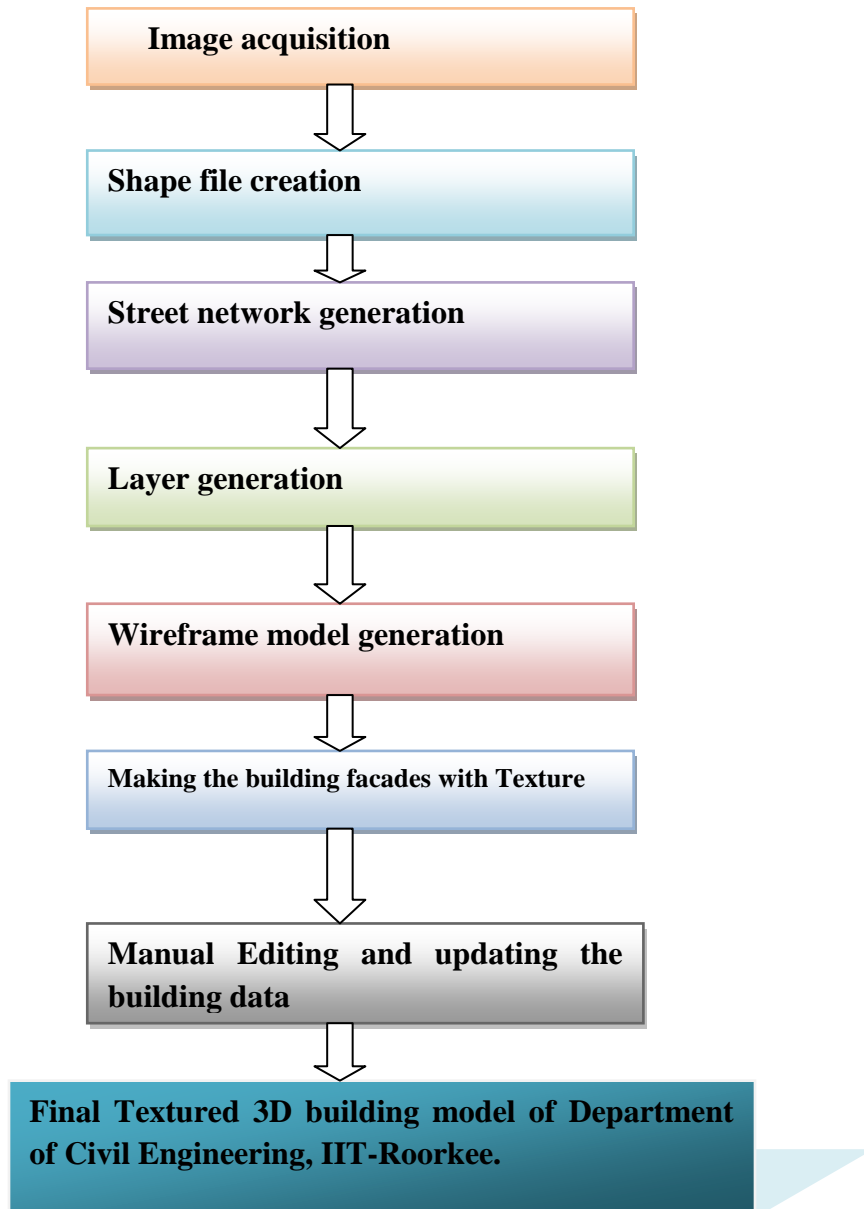 Image acquisition
Shape file creation
Street network generation
Layer generation
Wireframe model generation
Making the building facades with Texture
Manual Editing and updating the
building data
Final Textured 3D building model of Department
of Civil Engineering, IIT-Roorkee.